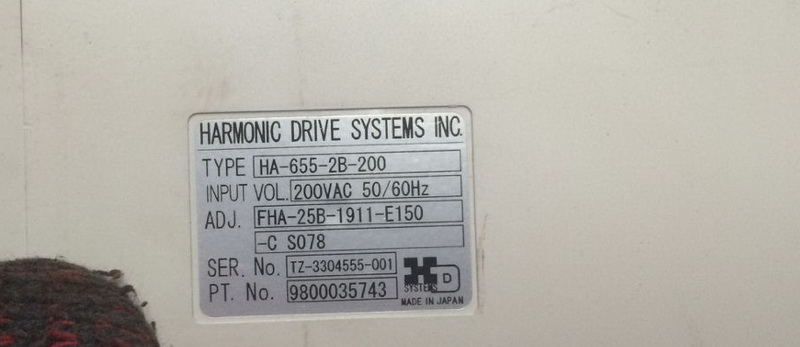 HARMONIC DRIVE SYSTEMS INC.
TYPE HA-655-2B-200
INPUT VOL. 200VAC 50/60Hz
ADJ. FHA-25B-1911-E150
-C S078
SER. No. TZ-3304555-001
PT. No. 9800035743
HD
SYSTEMS
MADE IN JAPAN